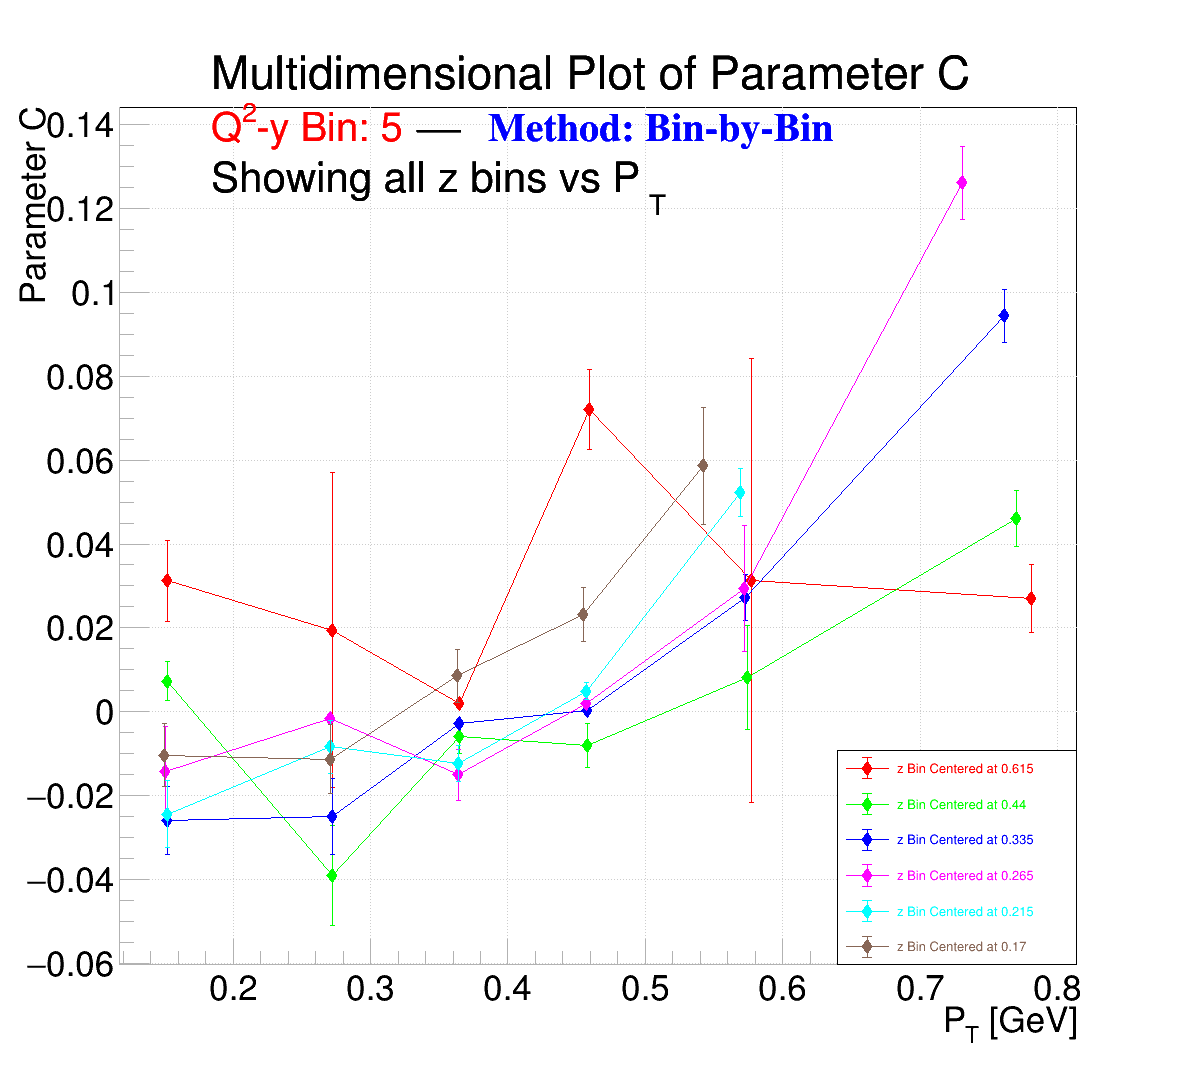 Multidimensional Plot of Parameter C
Q²-y Bin: 5 — Method: Bin-by-Bin
Showing all z bins vs P_T
Parameter C
0.14
0.12
0.1
0.08
0.06
0.04
0.02
0
−0.02
−0.04
−0.06
z Bin Centered at 0.615
z Bin Centered at 0.44
z Bin Centered at 0.335
z Bin Centered at 0.265
z Bin Centered at 0.215
z Bin Centered at 0.17
0.2 0.3 0.4 0.5 0.6 0.7 0.8
P_T [GeV]